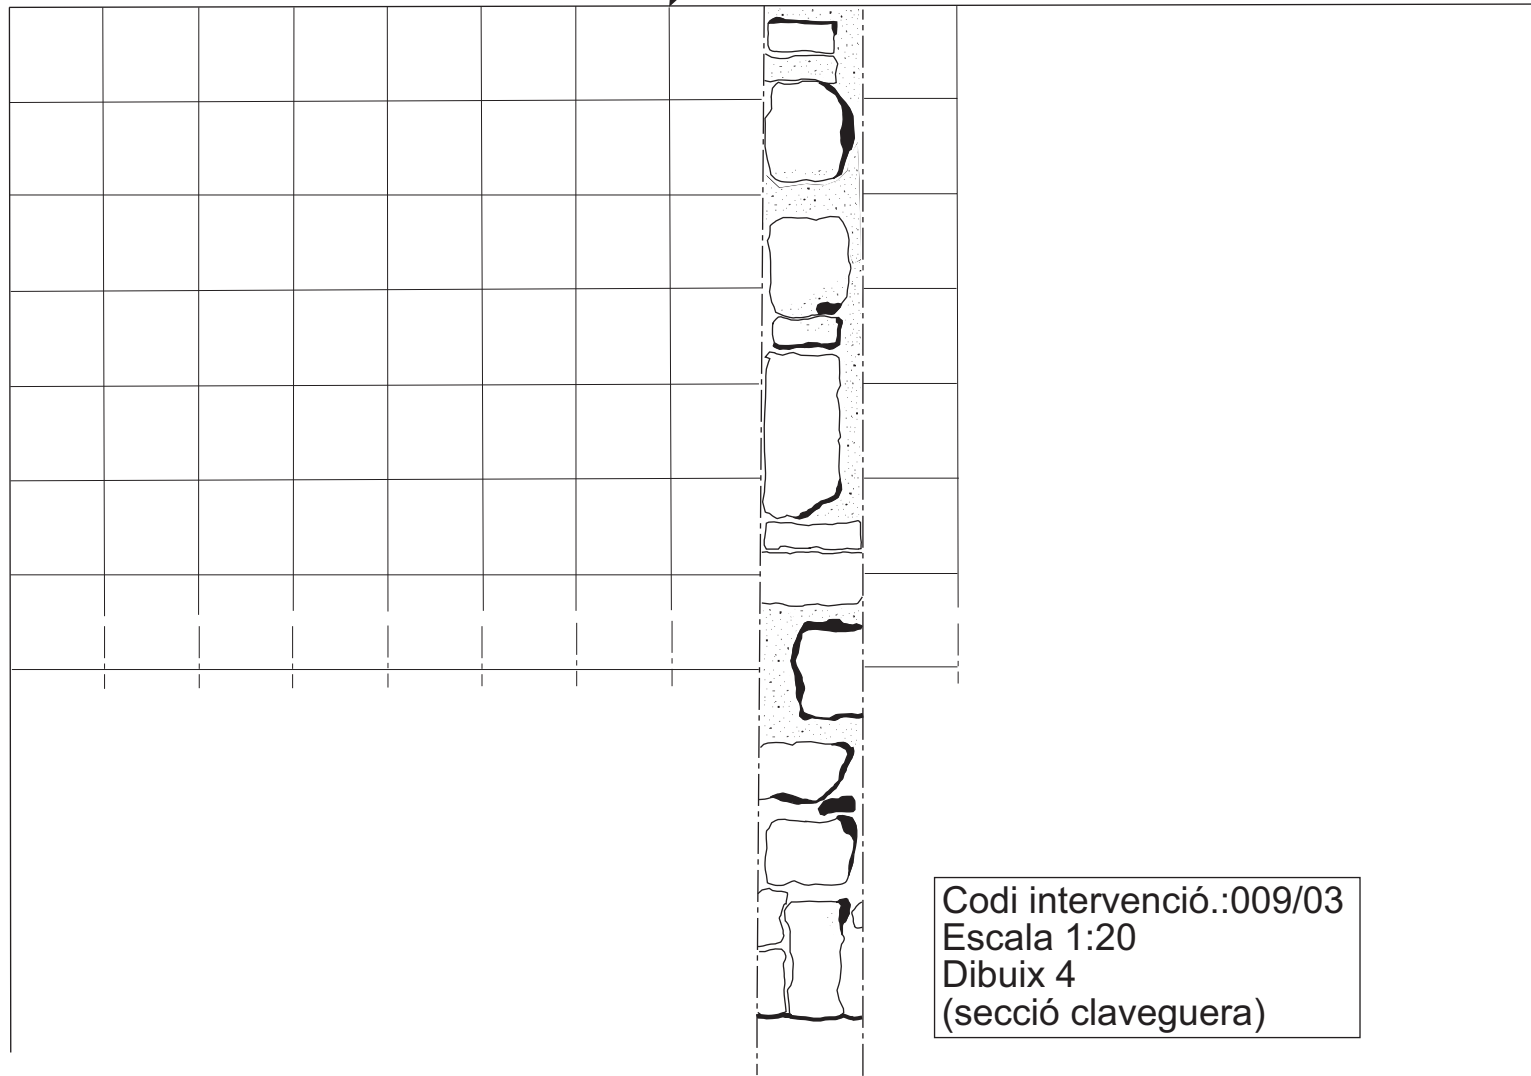 Codi intervenció.:009/03
Escala 1:20
Dibuix 4
(secció claveguera)